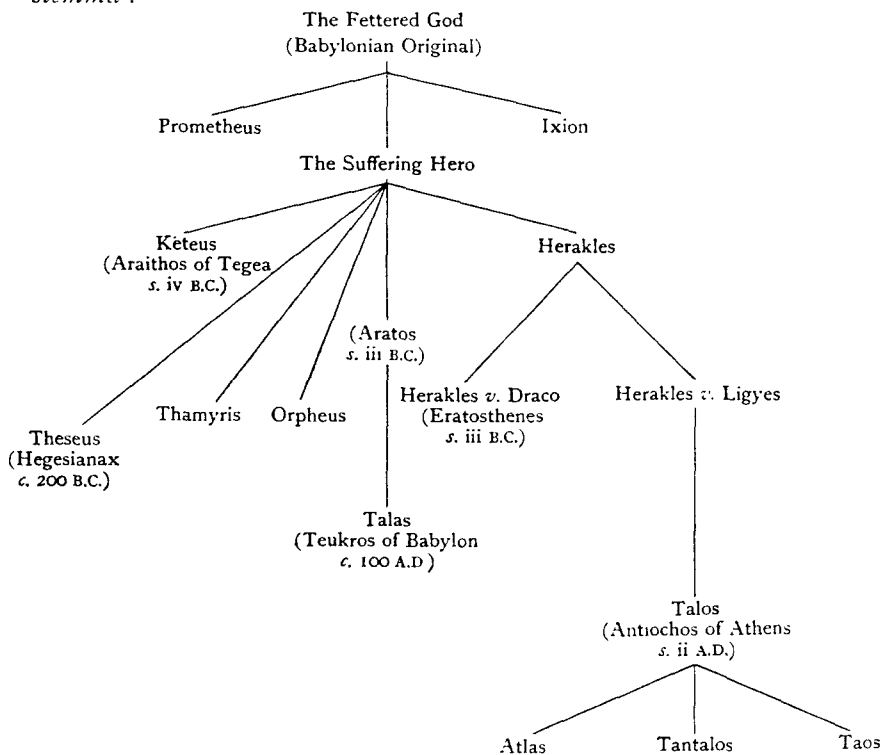 stemma :
The Fettered God
(Babylonian Original)
Prometheus
Ixion
The Suffering Hero
Keteus
(Araithos of Tegea
s. iv B.C.)
Herakles
(Aratos
s. iii B.C.)
Herakles v. Draco
(Eratosthenes
s. iii B.C.)
Herakles v. Ligyes
Thamyris
Orpheus
Theseus
(Hegesianax
c. 200 B.C.)
Talas
(Teukros of Babylon
c. 100 A.D )
Talos
(Antiochos of Athens
s. ii A.D.)
Atlas
Tantalos
Taos